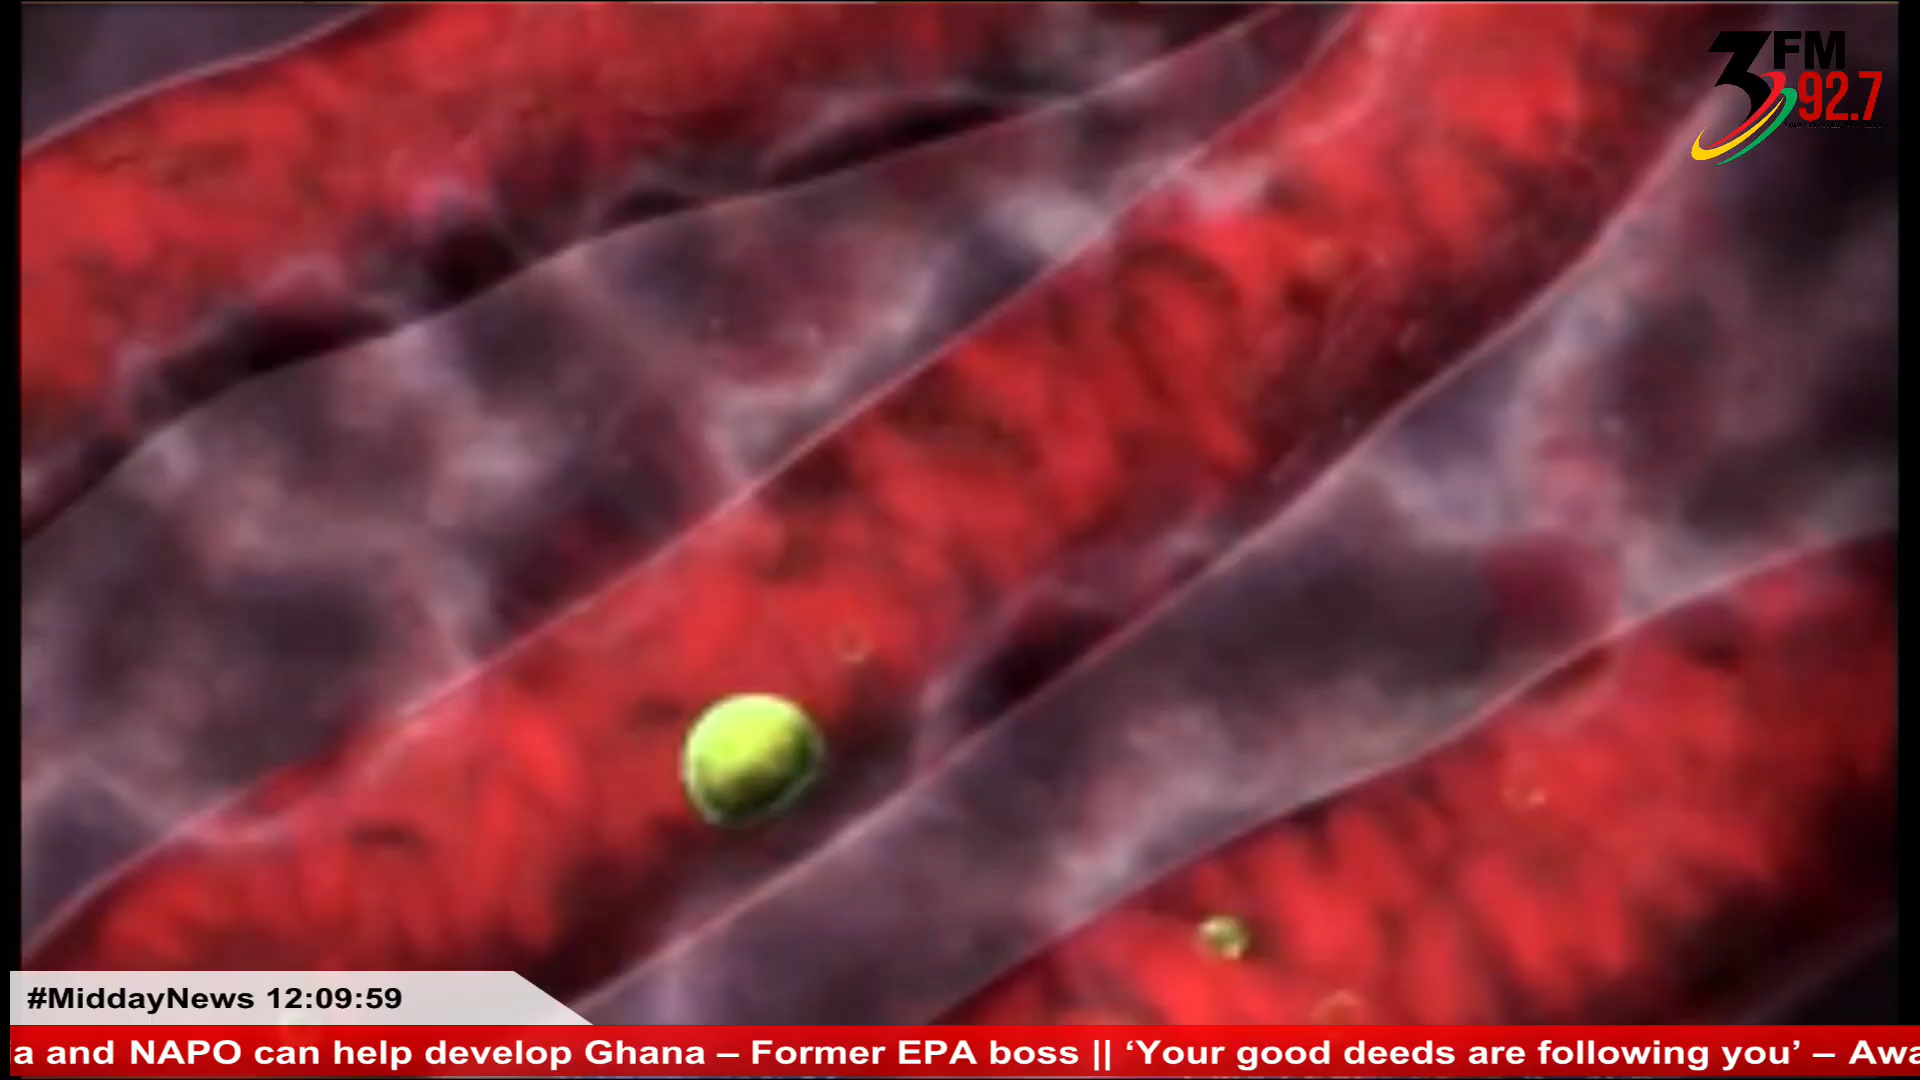 3FM
92.7
#MiddayNews 12:09:59
a and NAPO can help develop Ghana – Former EPA boss || ‘Your good deeds are following you’ – Awa